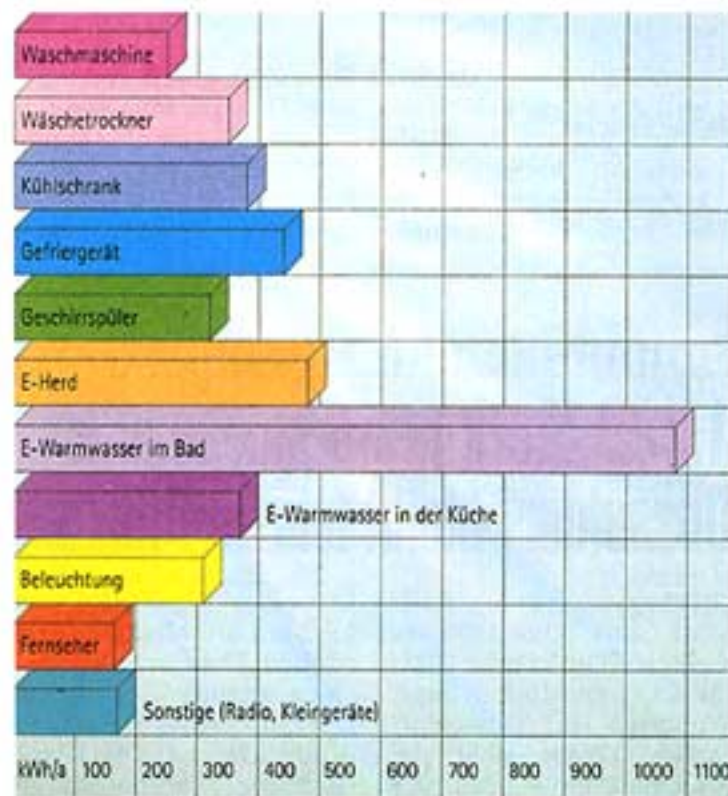 Waschmaschine
Wäschetrockner
Kühlschrank
Gefriergerät
Geschirrspüler
E-Herd
E-Warmwasser im Bad
E-Warmwasser in der Küche
Beleuchtung
Fernseher
Sonstige (Radio, Kleingeräte)
kWh/a 100 200 300 400 500 600 700 800 900 1000 1100